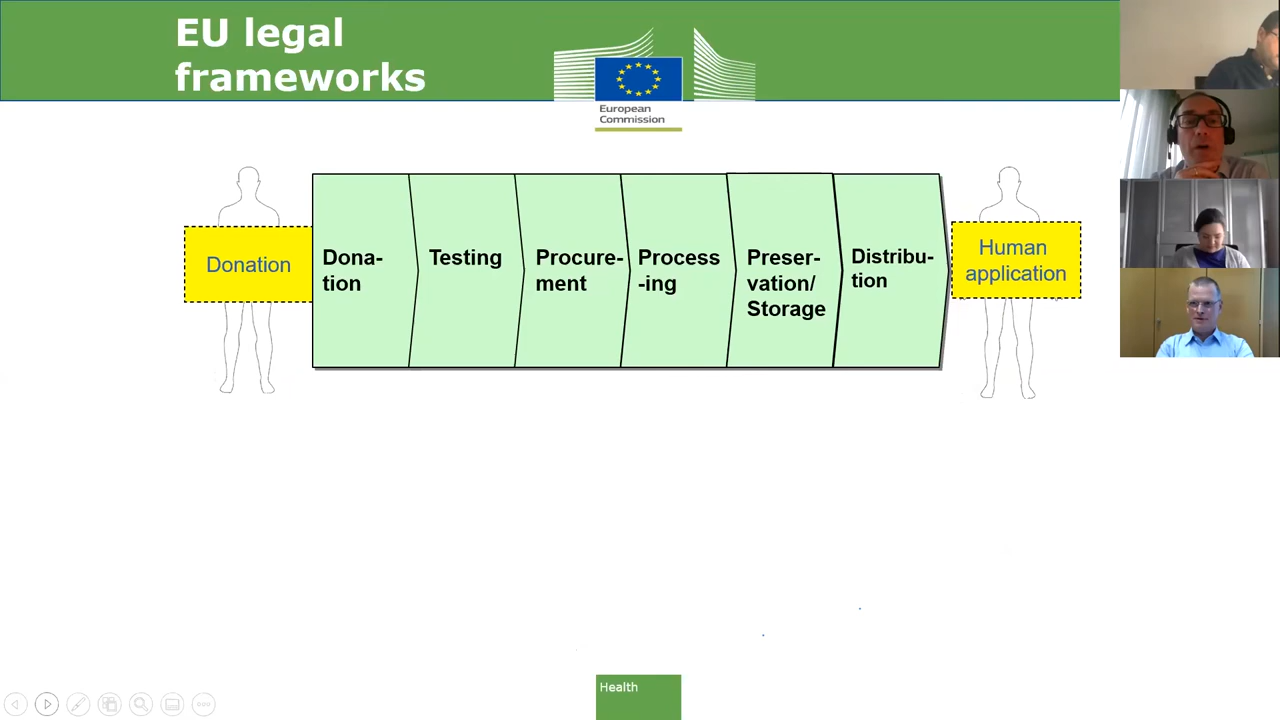 EU legal
frameworks
European
Commission
Donation
Dona-
tion
Testing
Procure-
ment
Process
-ing
Preser-
vation/
Storage
Distribu-
tion
Human
application
Health